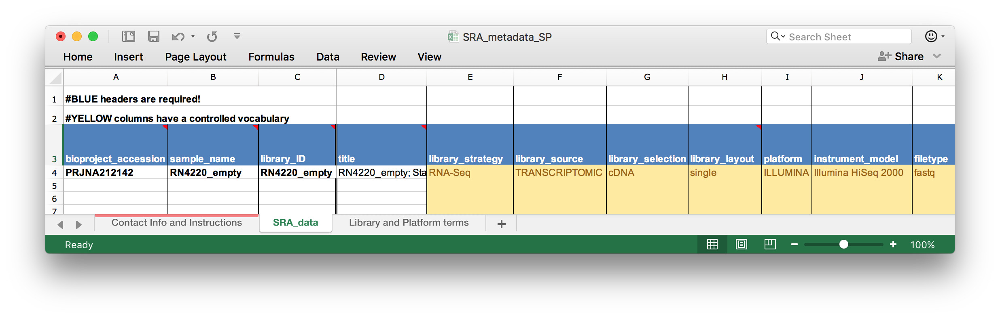 SRA_metadata_SP
Search Sheet
Home Insert Page Layout Formulas Data Review View Share
A B C D E F G H I J K
1 #BLUE headers are required!
2 #YELLOW columns have a controlled vocabulary
3 bioproject_accession sample_name library_ID title library_strategy library_source library_selection library_layout platform instrument_model filetype
4 PRJNA212142 RN4220_empty RN4220_empty RN4220_empty; Sta RNA-Seq TRANSCRIPTOMIC cDNA single ILLUMINA Illumina HiSeq 2000 fastq
5
6
7
Contact Info and Instructions SRA_data Library and Platform terms +
Ready 100%